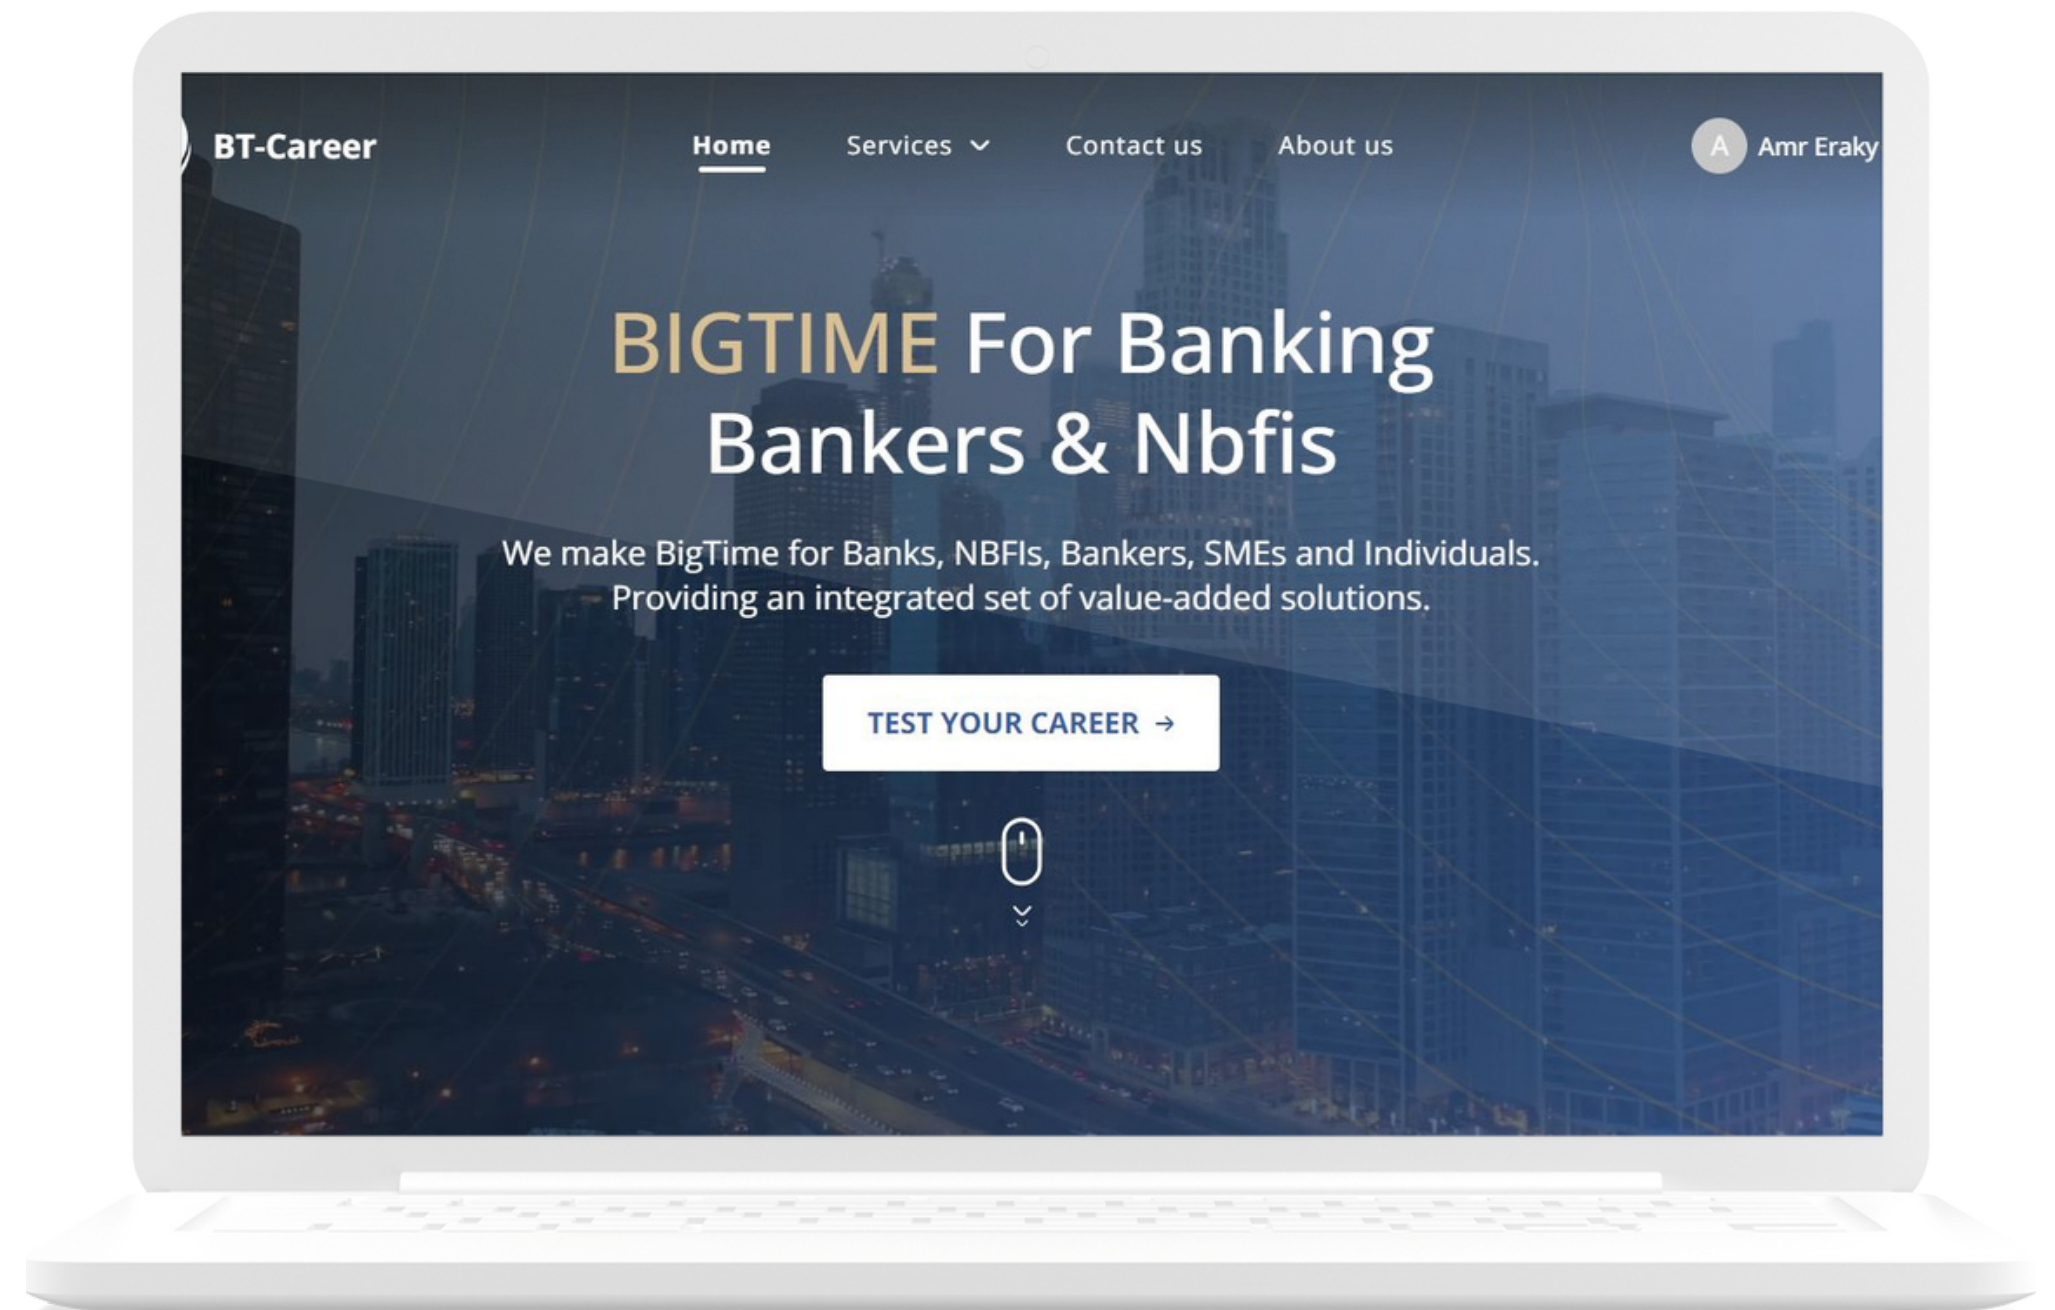 BT-Career
Home
Services
Contact us
About us
A
Amr Eraky
BIGTIME For Banking
Bankers & Nbfis
We make BigTime for Banks, NBFIs, Bankers, SMEs and Individuals.
Providing an integrated set of value-added solutions.
TEST YOUR CAREER →